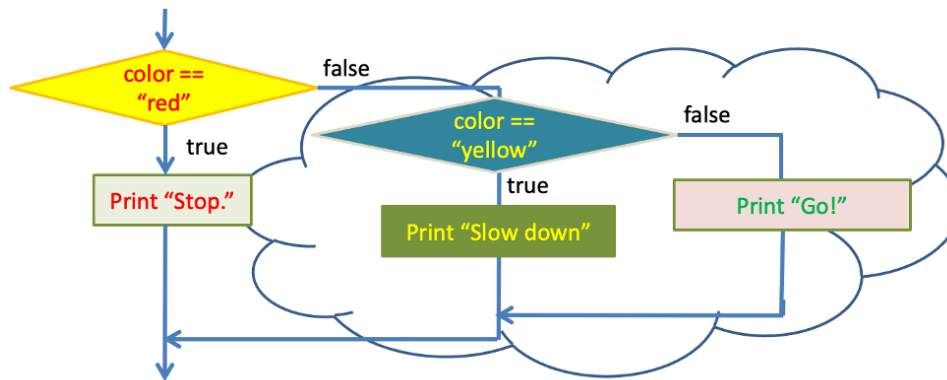 color ==
“red”
false
true
Print “Stop.”
color ==
“yellow”
false
true
Print “Slow down”
Print “Go!”